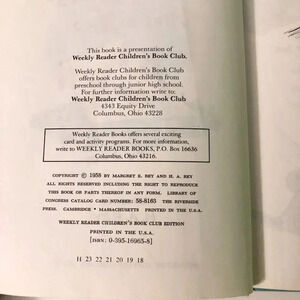 This book is a presentation of
Weekly Reader Children's Book Club.
Weekly Reader Children's Book Club
offers book clubs for children from
preschool through junior high school.
For further information write to:
Weekly Reader Children's Book Club
4343 Equity Drive
Columbus, Ohio 43228
Weekly Reader Books offers several exciting
card and activity programs. For more information,
write to WEEKLY READER BOOKS, P.O. Box 16636
Columbus, Ohio 43216.
COPYRIGHT © 1958 BY MARGRET E. REY AND H. A. REY
ALL RIGHTS RESERVED INCLUDING THE RIGHT TO REPRODUCE
THIS BOOK OR PARTS THEREOF IN ANY FORM. LIBRARY OF
CONGRESS CATALOG CARD NUMBER: 58-8163 THE RIVERSIDE
PRESS, CAMBRIDGE • MASSACHUSETTS PRINTED IN THE U.S.A.
WEEKLY READER CHILDREN'S BOOK CLUB EDITION
PRINTED IN THE U.S.A.
[ISBN: 0-395-16965-8]
H 23 22 21 20 19 18